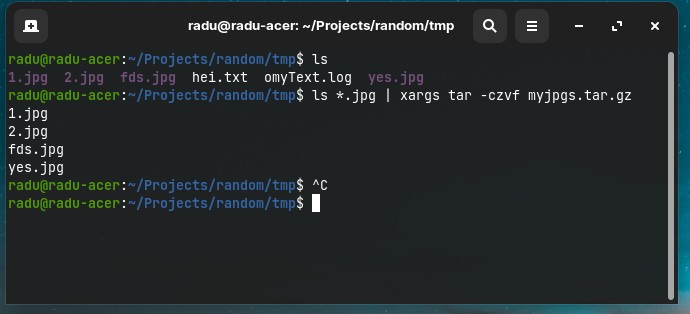 radu@radu-acer: ~/Projects/random/tmp
radu@radu-acer:~/Projects/random/tmp$ ls
1.jpg  2.jpg  fds.jpg  hei.txt  omyText.log  yes.jpg
radu@radu-acer:~/Projects/random/tmp$ ls *.jpg | xargs tar -czvf myjpgs.tar.gz
1.jpg
2.jpg
fds.jpg
yes.jpg
radu@radu-acer:~/Projects/random/tmp$ ^C
radu@radu-acer:~/Projects/random/tmp$